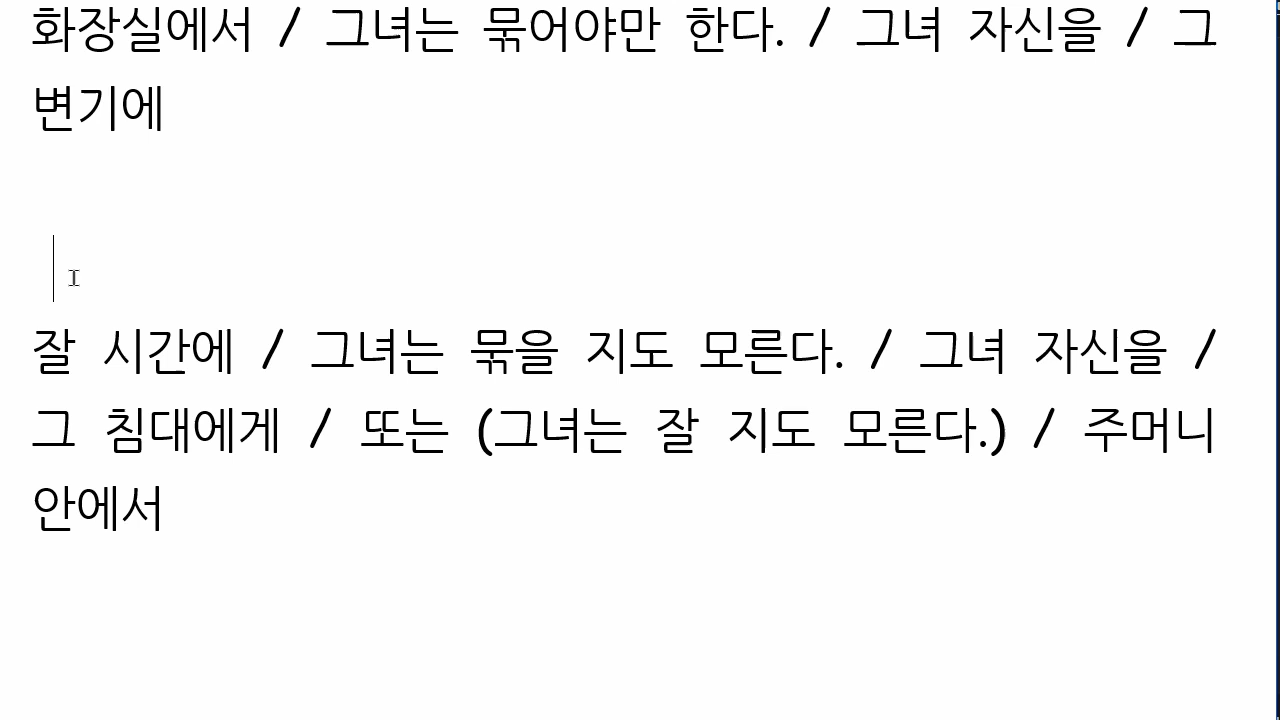 화장실에서 / 그녀는 묶어야만 한다. / 그녀 자신을 / 그
변기에
잘 시간에 / 그녀는 묶을 지도 모른다. / 그녀 자신을 /
그 침대에게 / 또는 (그녀는 잘 지도 모른다.) / 주머니
안에서